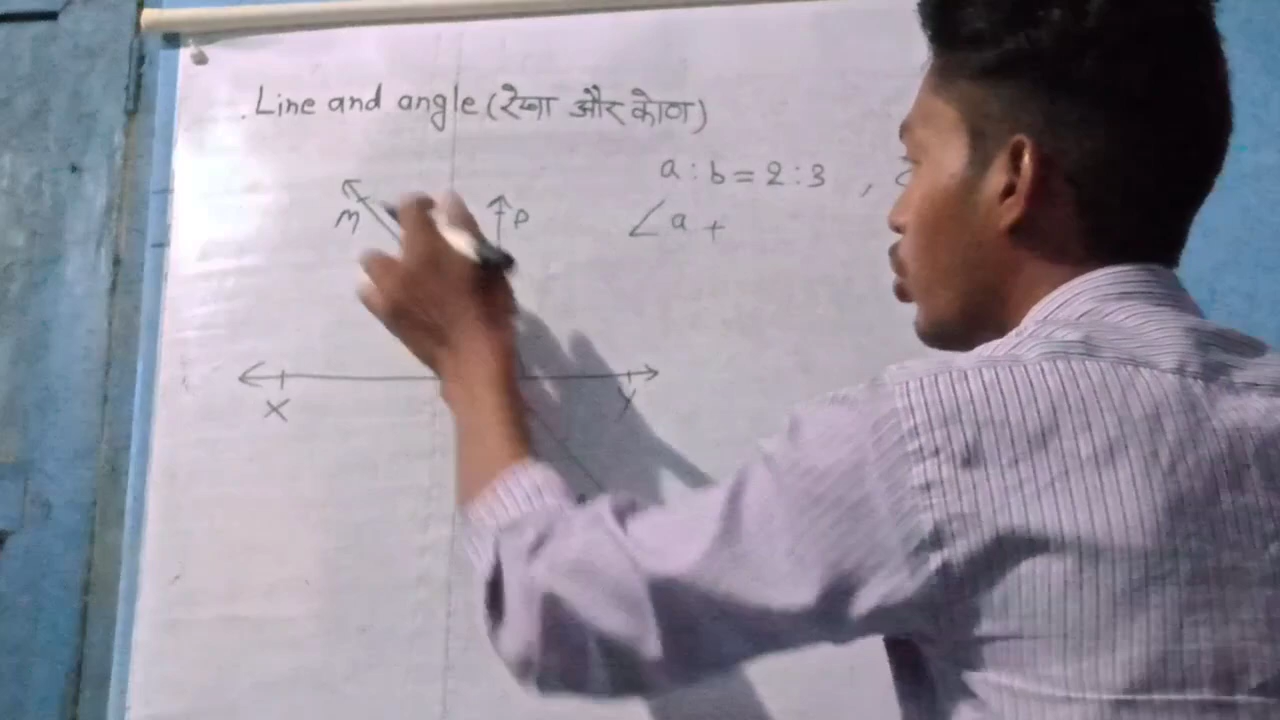 Line and angle (रेखा और कोण)
a : b = 2 : 3 ,
∠a +
M
P
X
Y